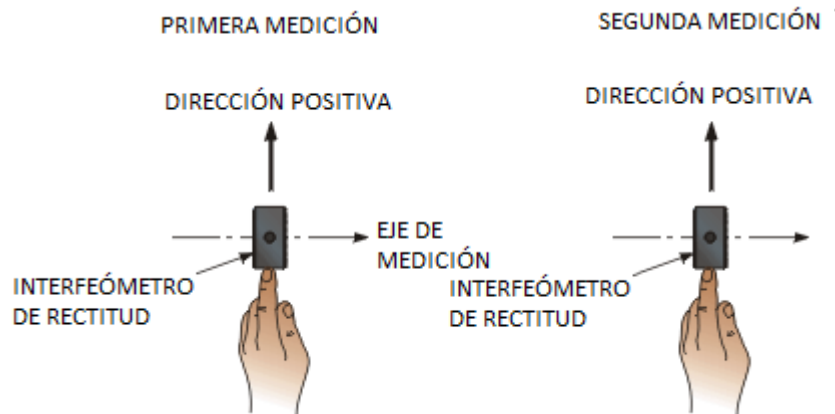 PRIMERA MEDICIÓN
DIRECCIÓN POSITIVA
EJE DE
MEDICIÓN
INTERFEÓMETRO
DE RECTITUD
SEGUNDA MEDICIÓN
DIRECCIÓN POSITIVA
INTERFEÓMETRO
DE RECTITUD